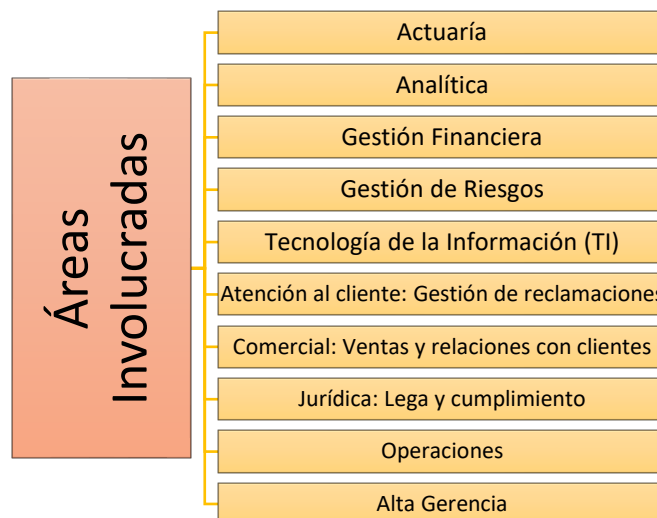 Áreas
Involucradas
Actuaría
Analítica
Gestión Financiera
Gestión de Riesgos
Tecnología de la Información (TI)
Atención al cliente: Gestión de reclamaciones
Comercial: Ventas y relaciones con clientes
Jurídica: Lega y cumplimiento
Operaciones
Alta Gerencia